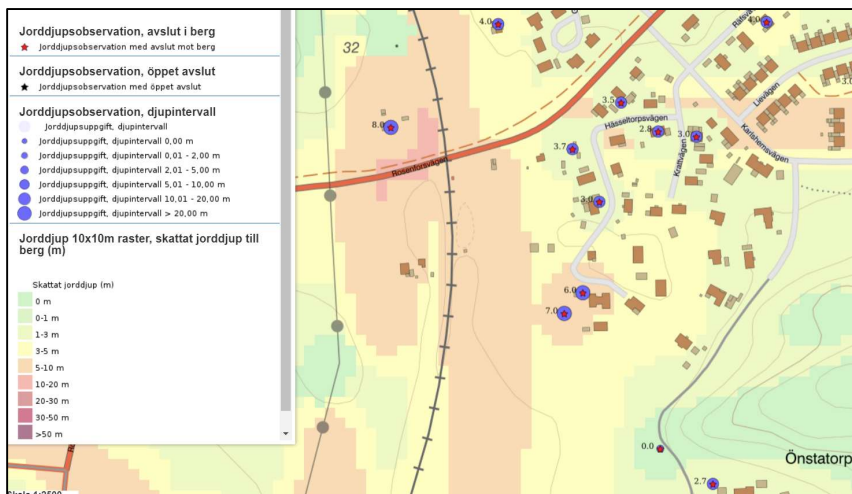 Jorddjupsobservation, avslut i berg
Jorddjupsobservation med avslut mot berg
Jorddjupsobservation, öppet avslut
Jorddjupsobservation med öppet avslut
Jorddjupsobservation, djupintervall
Jorddjupsuppgift, djupintervall
Jorddjupsuppgift, djupintervall 0,00 m
Jorddjupsuppgift, djupintervall 0,01 - 2,00 m
Jorddjupsuppgift, djupintervall 2,01 - 5,00 m
Jorddjupsuppgift, djupintervall 5,01 - 10,00 m
Jorddjupsuppgift, djupintervall 10,01 - 20,00 m
Jorddjupsuppgift, djupintervall > 20,00 m
Jorddjup 10x10m raster, skattat jorddjup till
berg (m)
Skattat jorddjup (m)
0 m
0-1 m
1-3 m
3-5 m
5-10 m
10-20 m
20-30 m
30-50 m
>50 m
32
4.0
4.0
8.0
3.5
2.8
3.0
3.7
3.0
6.0
7.0
0.0
2.7
3.0
Rosenforsvägen
Hässeltorpsvägen
Krattvägen
Karlshemsvägen
Lievägen
Önstatorp